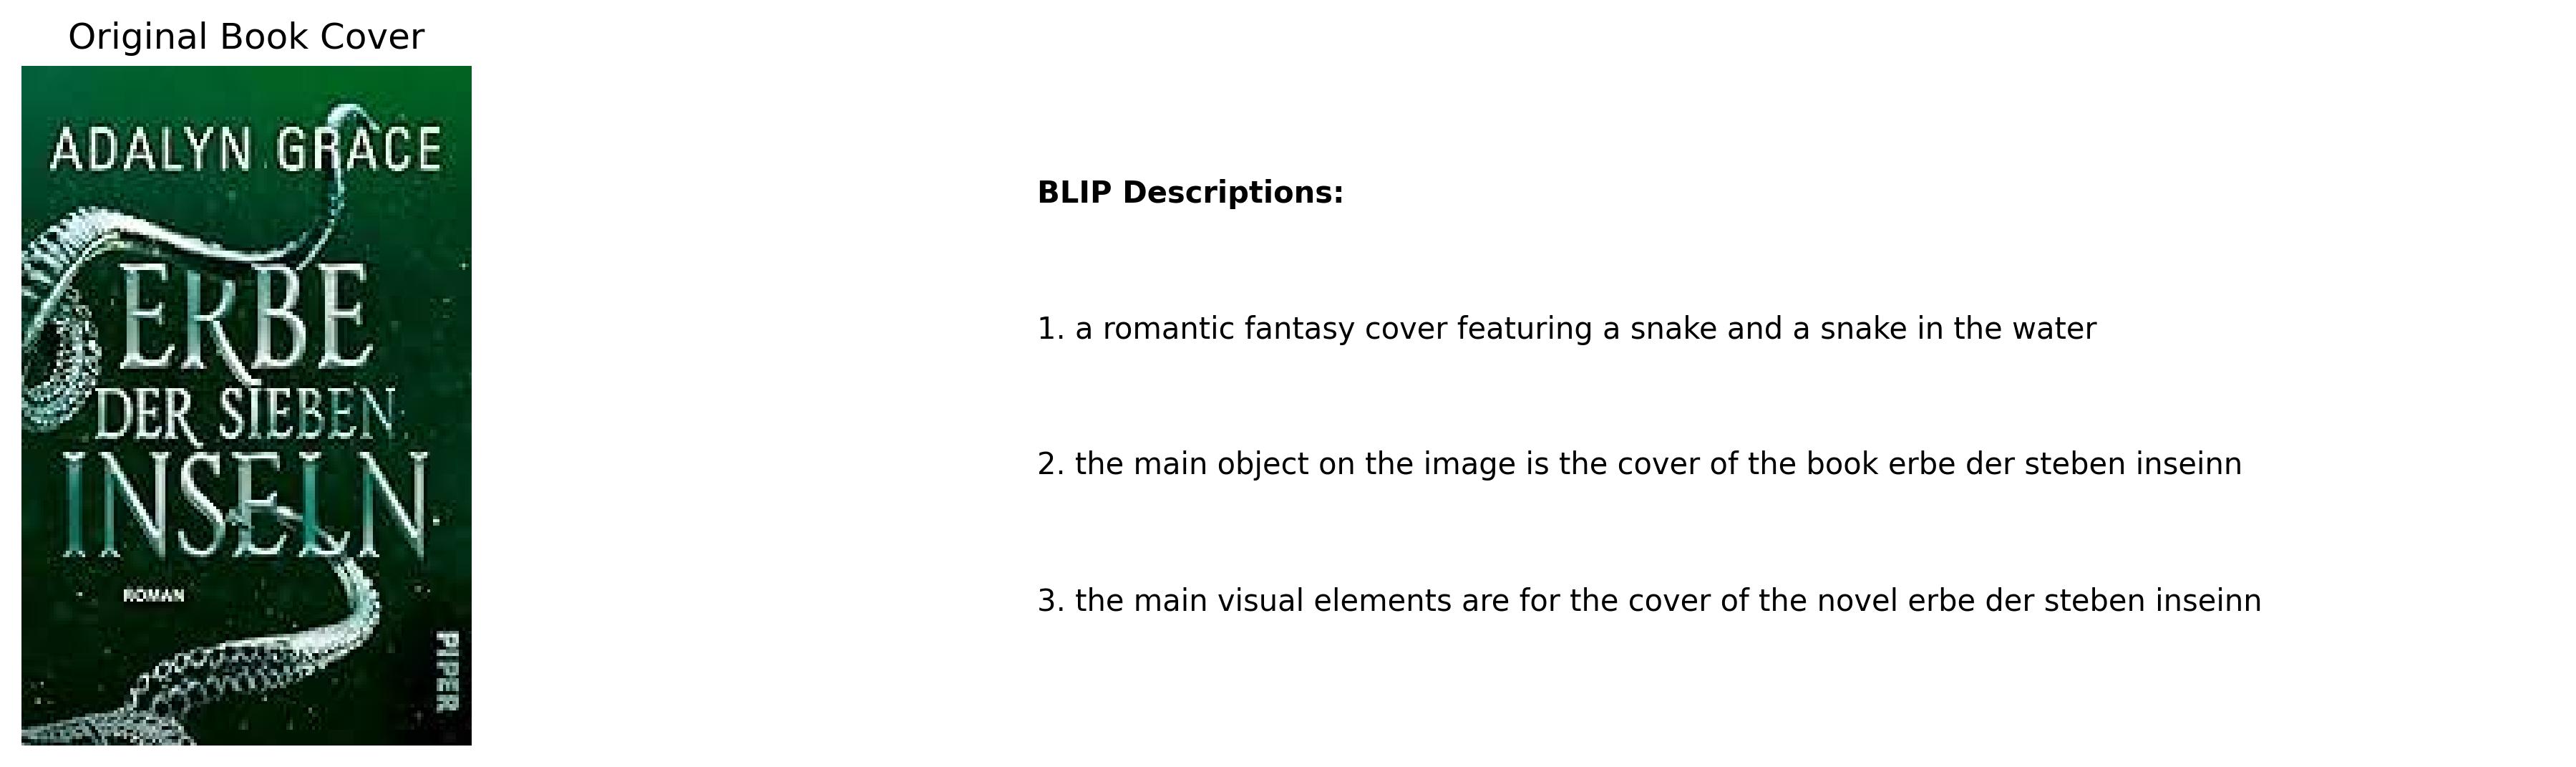 Original Book Cover
ADALYN GRACE
ERBE
DER SIEBEN
INSELN
ROMAN
PIPER
BLIP Descriptions:
1. a romantic fantasy cover featuring a snake and a snake in the water
2. the main object on the image is the cover of the book erbe der steben inseinn
3. the main visual elements are for the cover of the novel erbe der steben inseinn